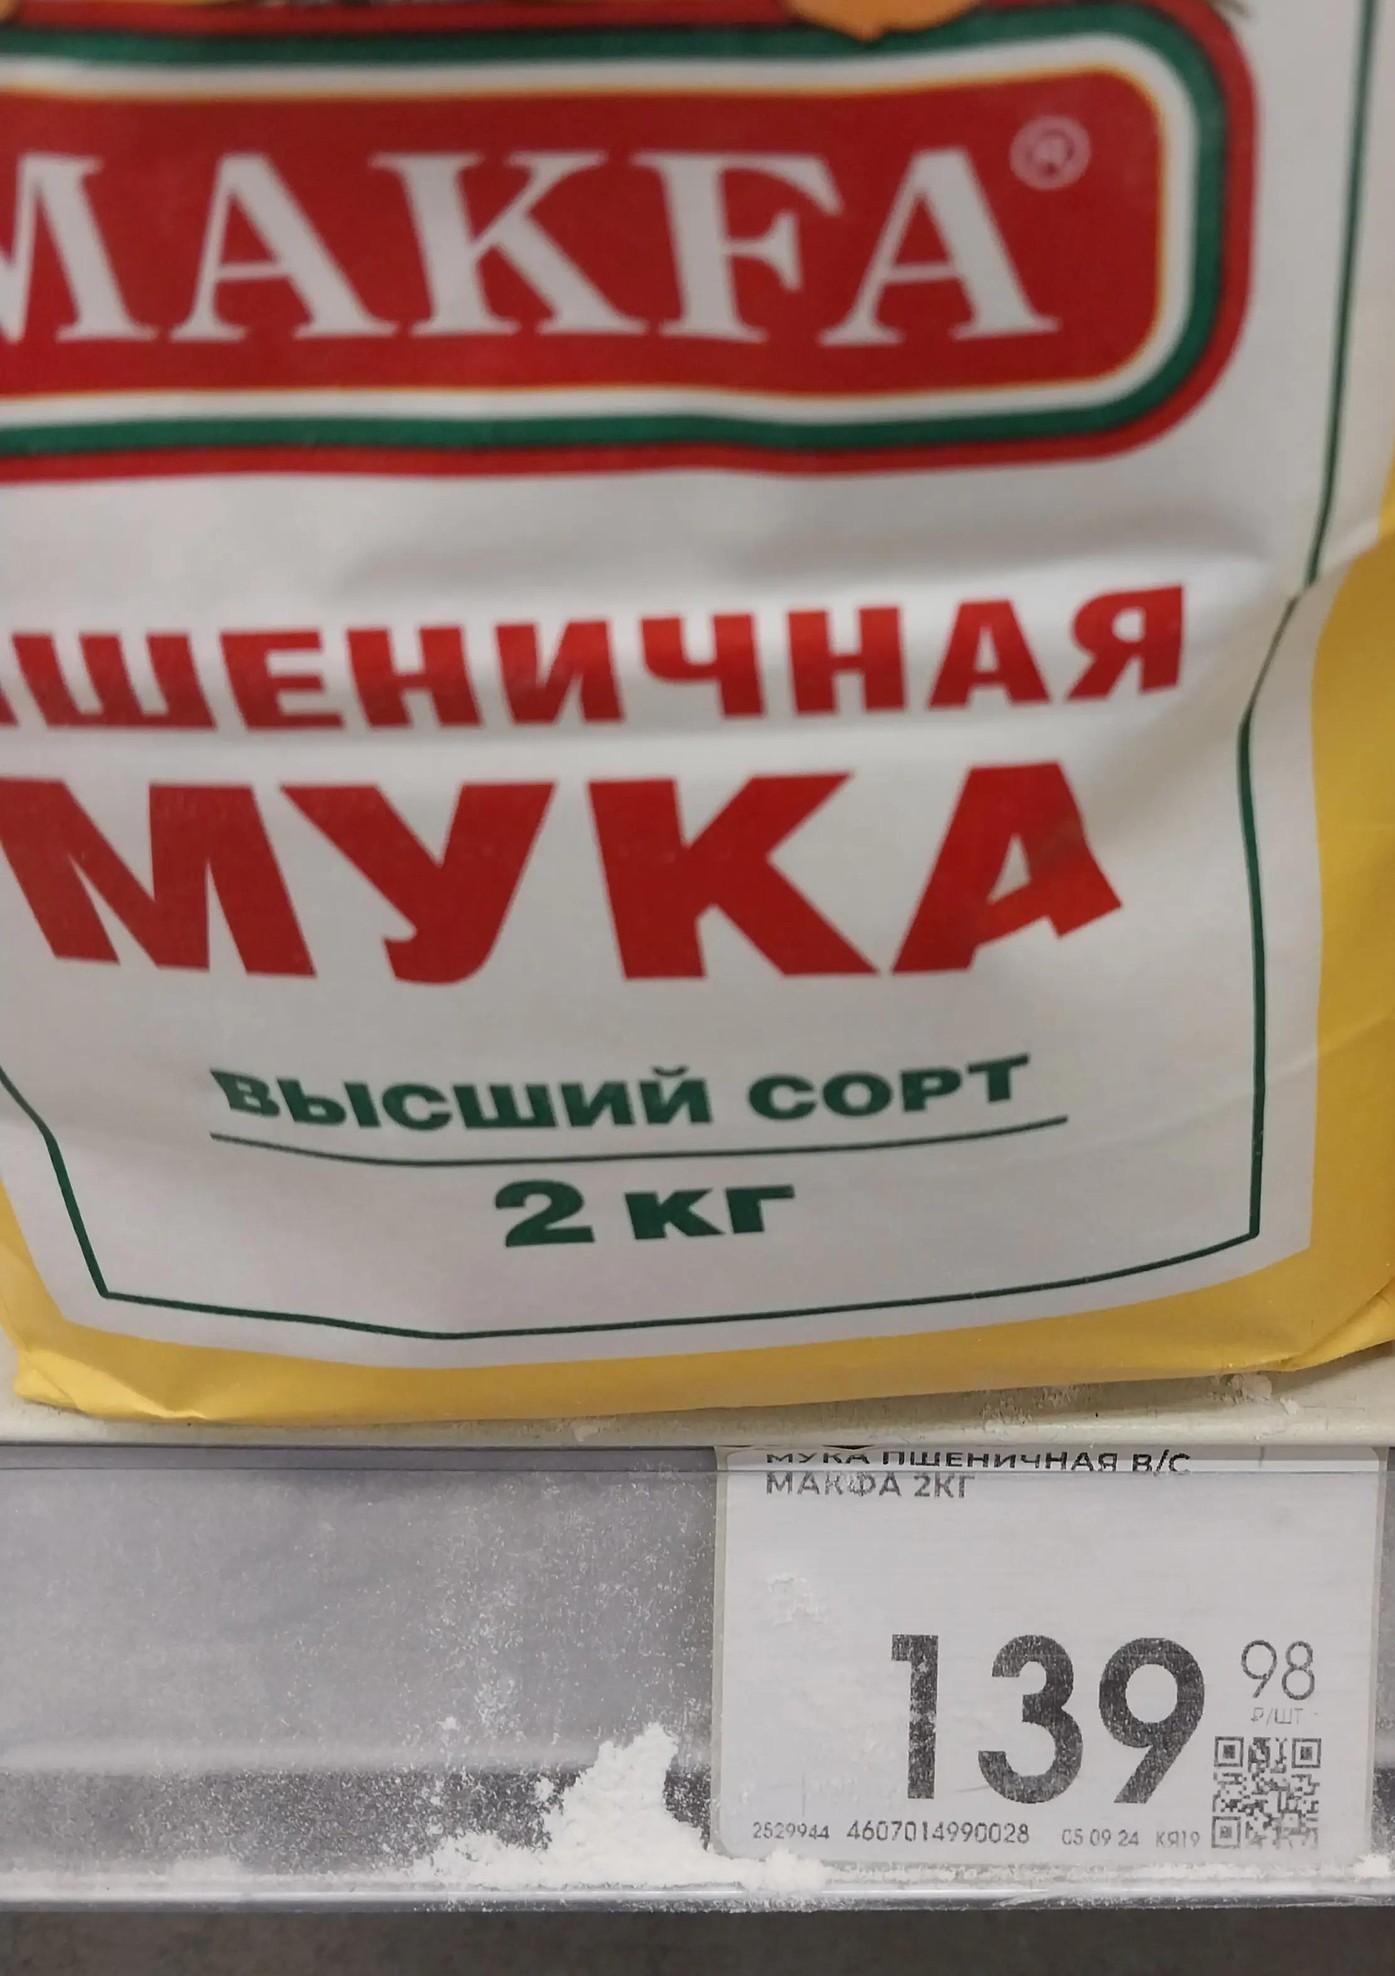 MAKFA®
ПШЕНИЧНАЯ
МУКА
ВЫСШИЙ СОРТ
2 КГ
МУКА ПШЕНИЧНАЯ В/С
МАКФА 2КГ
139 98
₽/ШТ
2529944 4607014990028 05 09 24 КЯ19